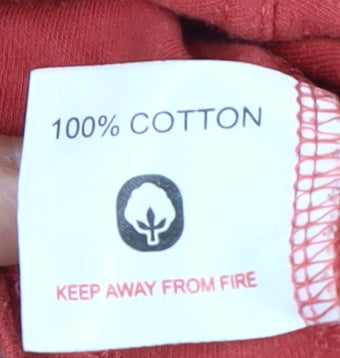 100% COTTON
KEEP AWAY FROM FIRE